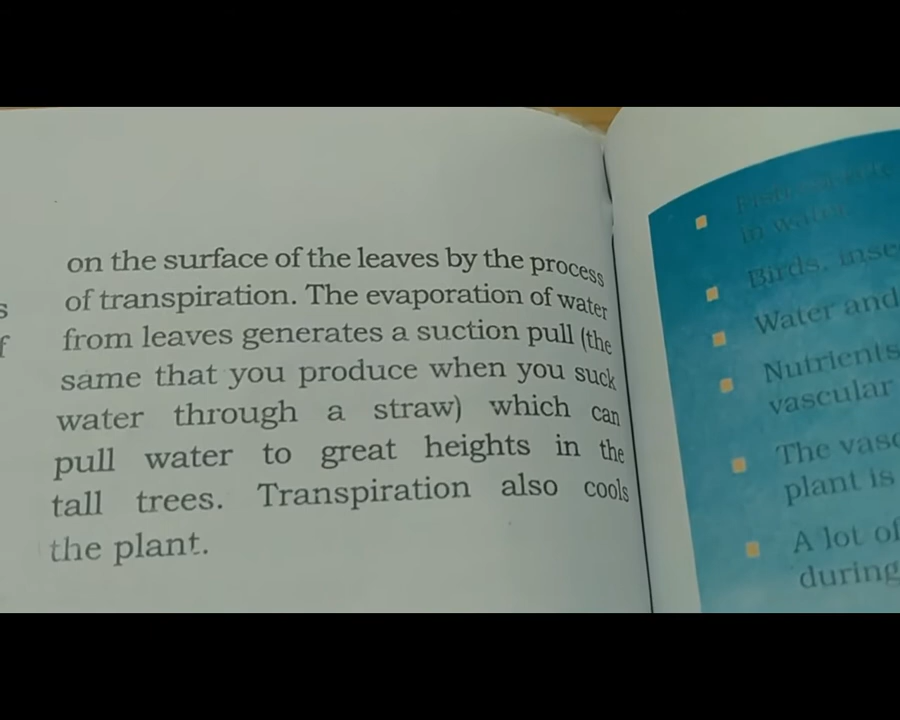 on the surface of the leaves by the process
of transpiration. The evaporation of water
from leaves generates a suction pull (the
same that you produce when you suck
water through a straw) which can
pull water to great heights in the
tall trees. Transpiration also cools
the plant.
s
f
in water.
Birds, inse
Water and
Nutrients
vascular
The vasc
plant is
A lot of
during